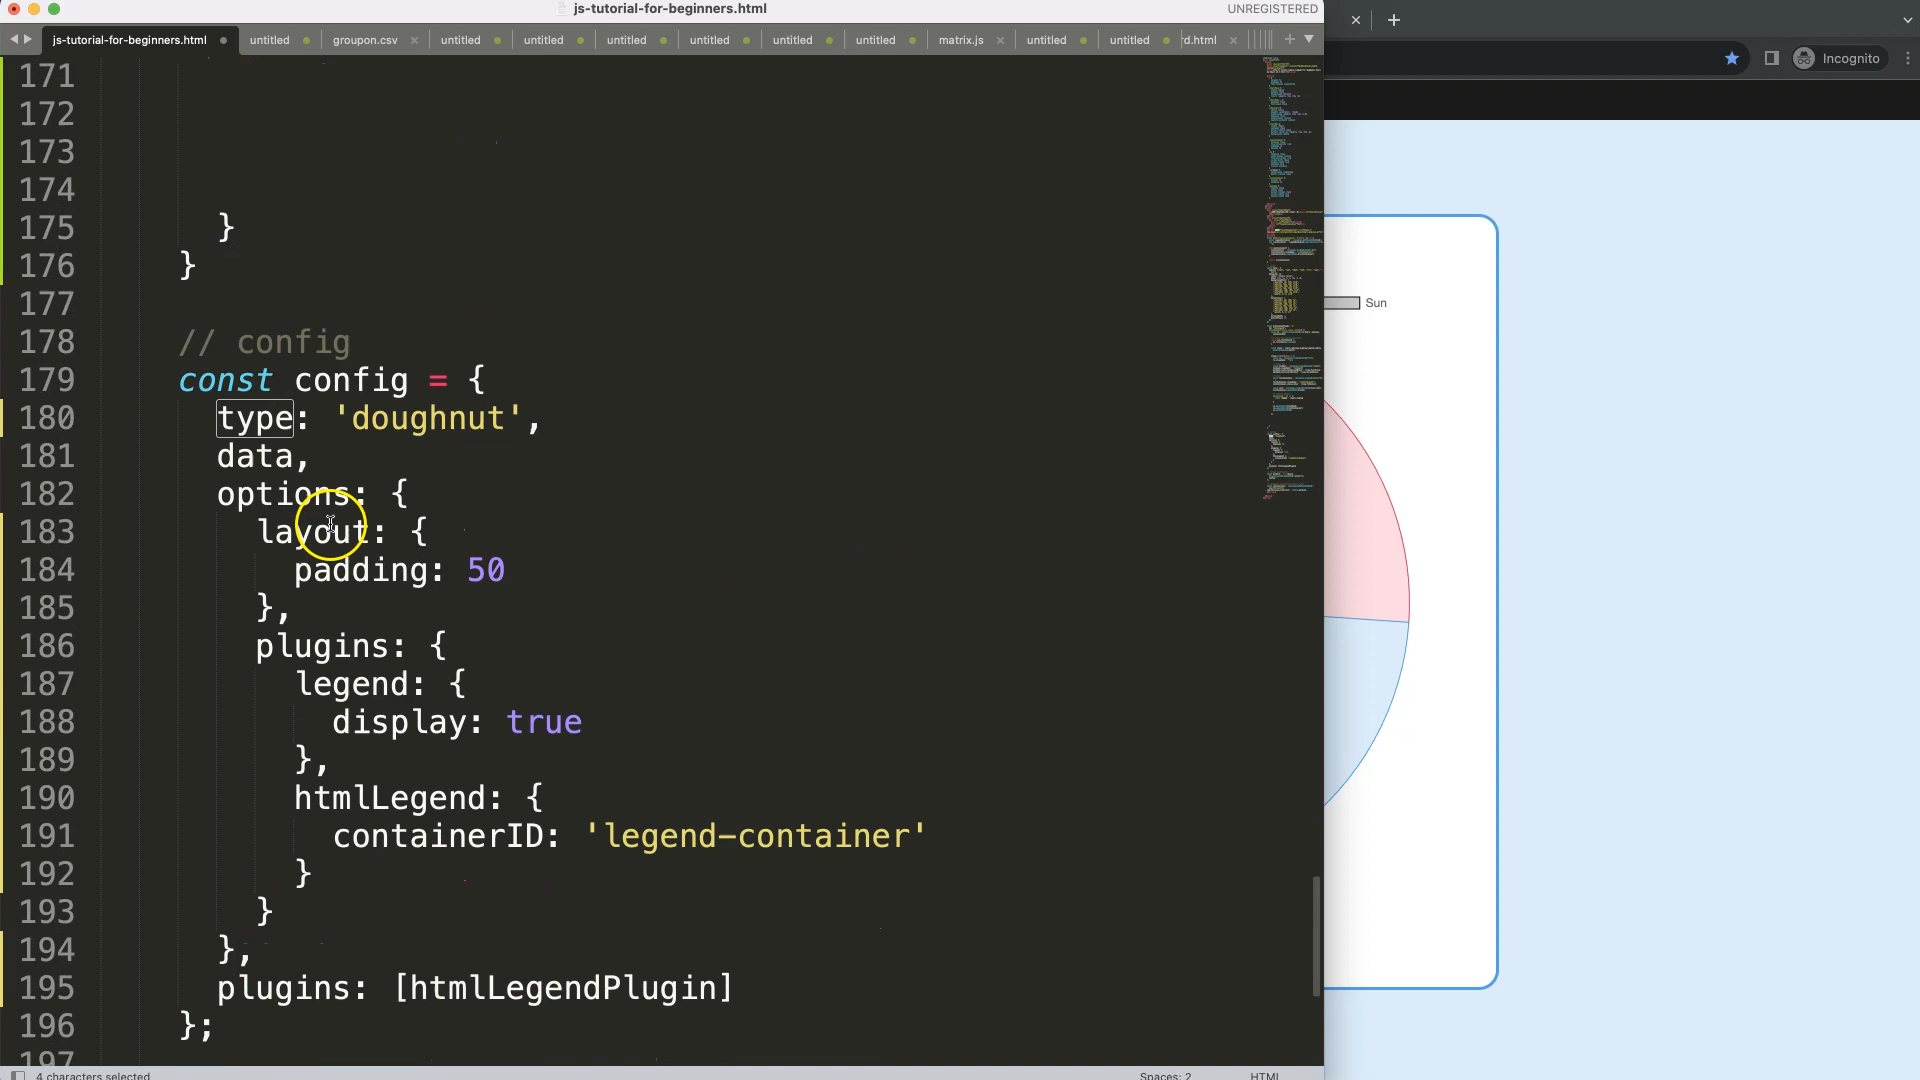 js-tutorial-for-beginners.html
UNREGISTERED
js-tutorial-for-beginners.html untitled groupon.csv untitled untitled untitled untitled untitled untitled matrix.js untitled untitled rd.html
Incognito
171
172
173
174
175 }
176 }
177
178 // config
179 const config = {
180 type: 'doughnut',
181 data,
182 options: {
183 layout: {
184 padding: 50
185 },
186 plugins: {
187 legend: {
188 display: true
189 },
190 htmlLegend: {
191 containerID: 'legend-container'
192 }
193 }
194 },
195 plugins: [htmlLegendPlugin]
196 };
197
Sun
4 characters selected
Spaces: 2
HTML